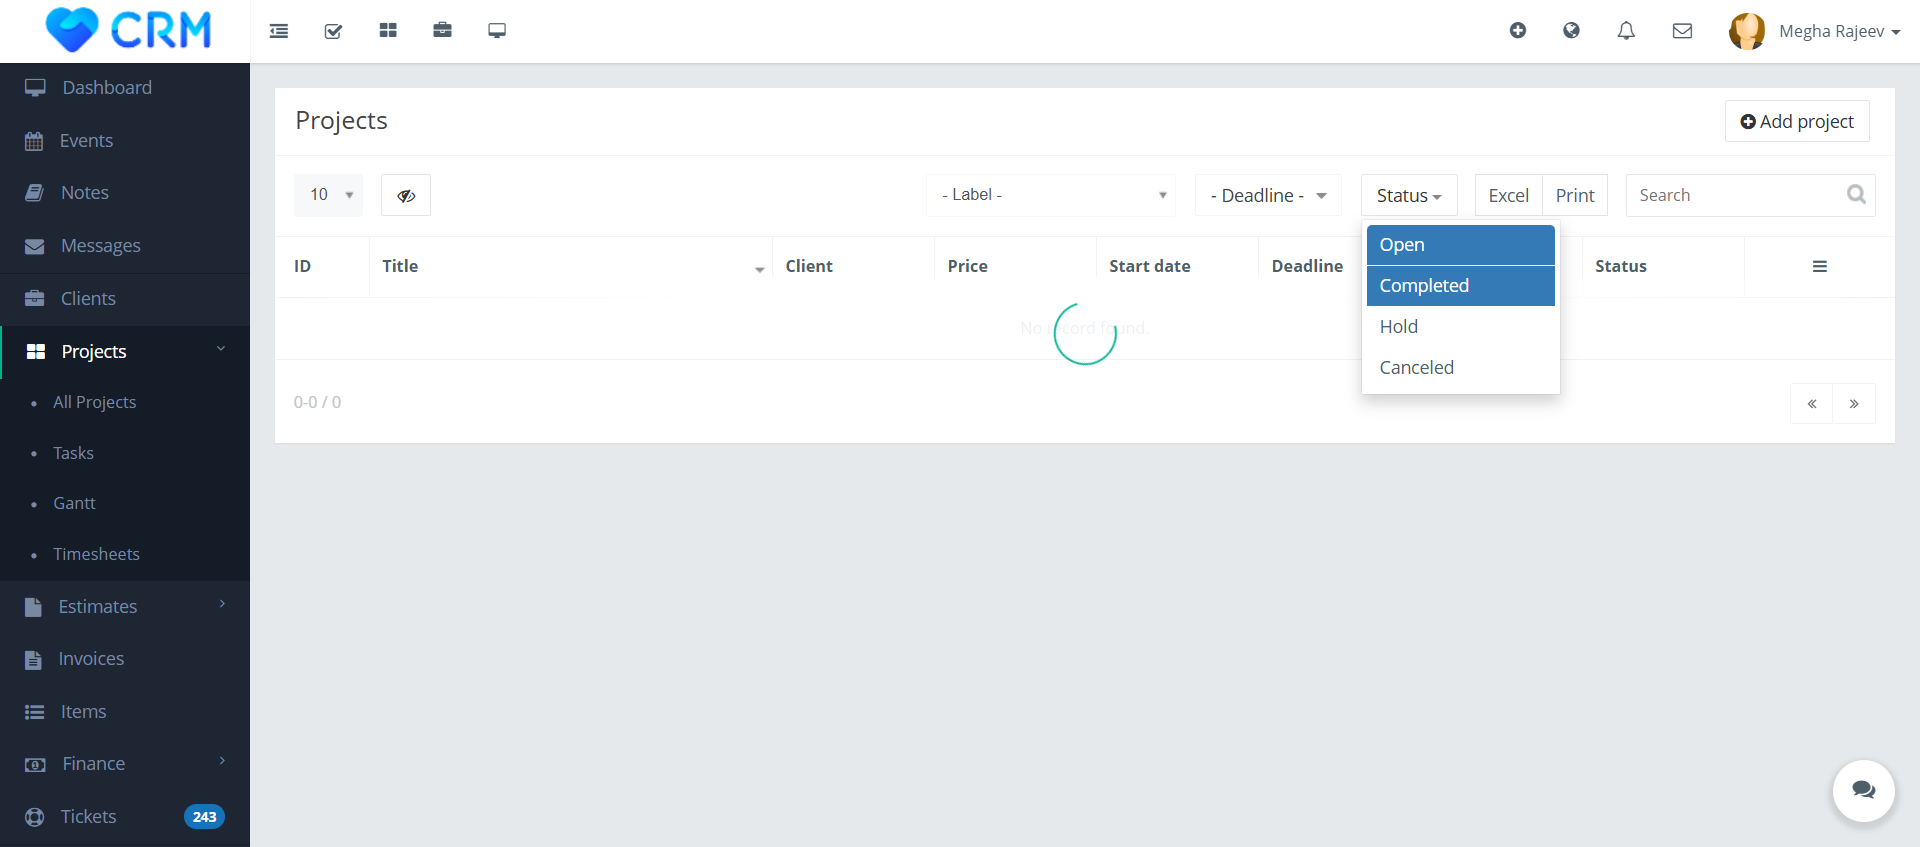 CRM
Megha Rajeev
Dashboard
Events
Notes
Messages
Clients
Projects
All Projects
Tasks
Gantt
Timesheets
Estimates
Invoices
Items
Finance
Tickets 243
Projects
Add project
10
- Label -
- Deadline -
Status
Excel
Print
Search
Open
Completed
Hold
Canceled
ID Title Client Price Start date Deadline Status
No record found.
0-0 / 0
« »